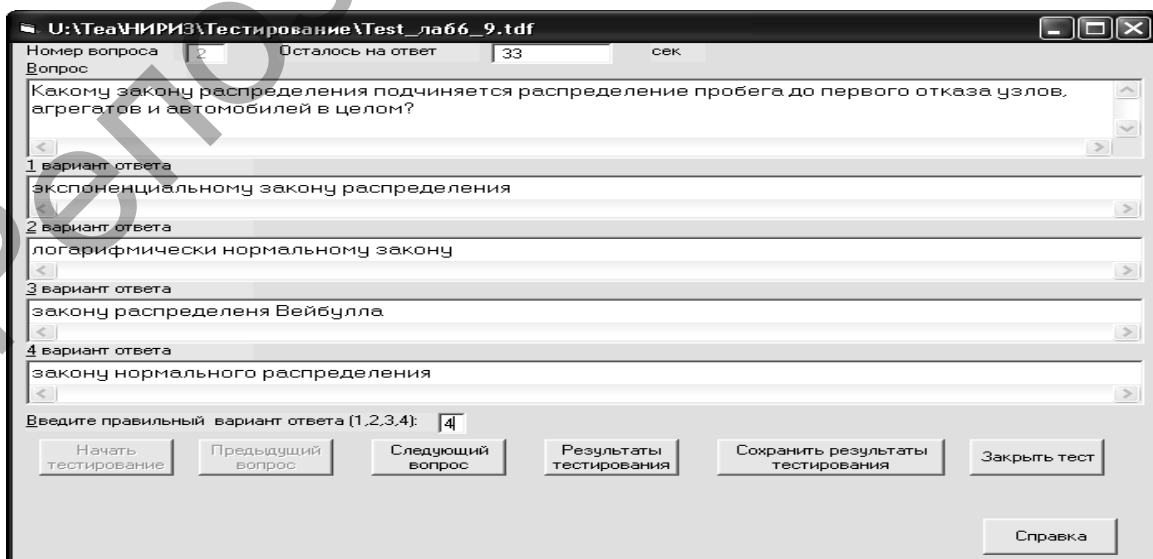 U:\Tea\НИРИЗ\Тестирование\Test_лаб6_9.tdf
Номер вопроса 2 Осталось на ответ 33 сек
Вопрос
Какому закону распределения подчиняется распределение пробега до первого отказа узлов,
агрегатов и автомобилей в целом?
1 вариант ответа
экспоненциальному закону распределения
2 вариант ответа
логарифмически нормальному закону
3 вариант ответа
закону распределеня Вейбулла
4 вариант ответа
закону нормального распределения
Введите правильный вариант ответа (1,2,3,4): 4
Начать тестирование
Предыдущий вопрос
Следующий вопрос
Результаты тестирования
Сохранить результаты тестирования
Закрыть тест
Справка